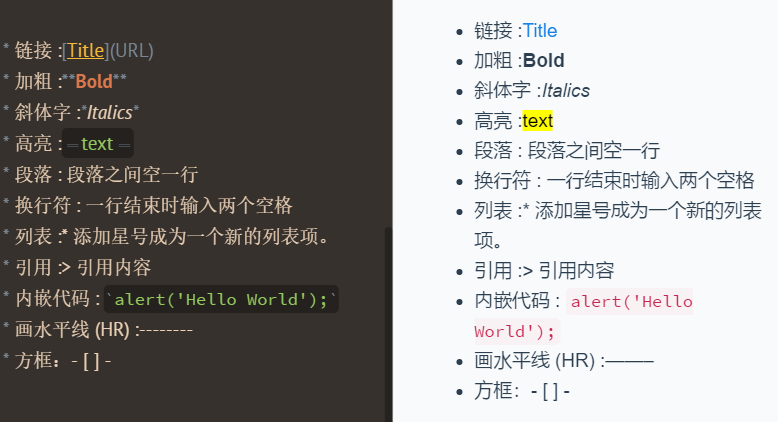 * 链接 :[Title](URL)
* 加粗 :**Bold**
* 斜体字 :*Italics*
* 高亮 :==text==
* 段落 : 段落之间空一行
* 换行符 : 一行结束时输入两个空格
* 列表 :* 添加星号成为一个新的列表项。
* 引用 :> 引用内容
* 内嵌代码 : `alert('Hello World');`
* 画水平线 (HR) :--------
* 方框：- [ ] -
• 链接 :Title
• 加粗 :Bold
• 斜体字 :Italics
• 高亮 :text
• 段落 : 段落之间空一行
• 换行符 : 一行结束时输入两个空格
• 列表 :* 添加星号成为一个新的列表
项。
• 引用 :> 引用内容
• 内嵌代码 : alert('Hello
World');
• 画水平线 (HR) :——–
• 方框：- [ ] -